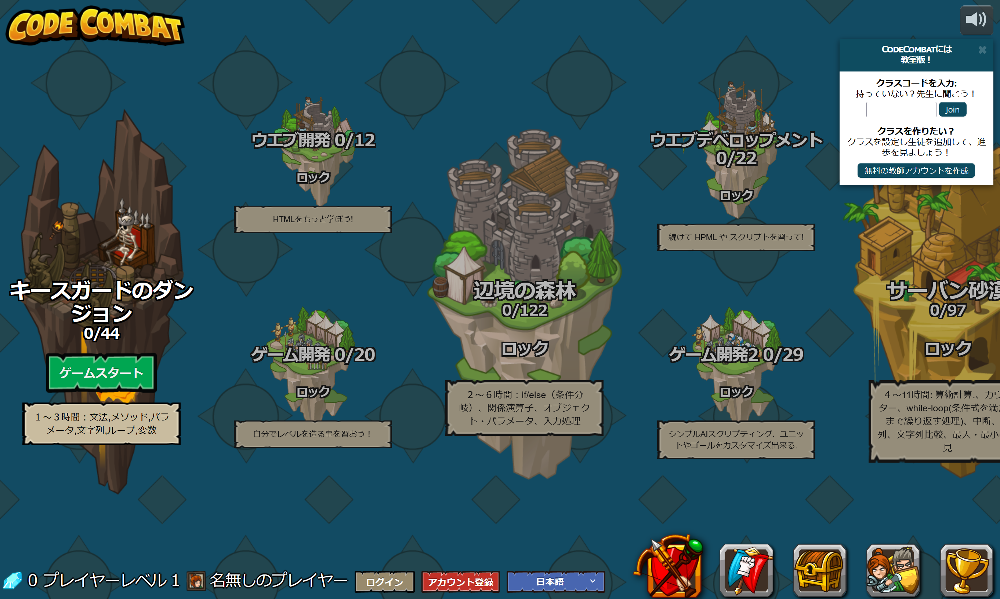 CODE COMBAT
CODECOMBATには
教室版！
クラスコードを入力:
持っていない？先生に聞こう！
Join
クラスを作りたい？
クラスを設定し生徒を追加して、進
歩を見ましょう！
無料の教師アカウントを作成
キースガードのダン
ジョン
0/44
ゲームスタート
１～３時間：文法,メソッド,パラ
メータ,文字列,ループ,変数
ウエブ開発 0/12
ロック
HTMLをもっと学ぼう!
ゲーム開発 0/20
ロック
自分でレベルを造る事を習おう！
辺境の森林
0/122
ロック
２～６時間：if/else（条件分
岐）、関係演算子、オブジェク
ト・パラメータ、入力処理
ウエブデベロップメント
0/22
ロック
続けて HPML や スクリプトを習って!
ゲーム開発2 0/29
ロック
シンプルAIスクリプティング、ユニッ
トやゴールをカスタマイズ出来る.
サーバン砂漠
0/97
ロック
４～11時間: 算術計算.、カウ
ター、while-loop(条件式を満
まで繰り返す処理)、中断、
列、文字列比較、最大・最小
見
0 プレイヤーレベル 1 名無しのプレイヤー
ログイン
アカウント登録
日本語